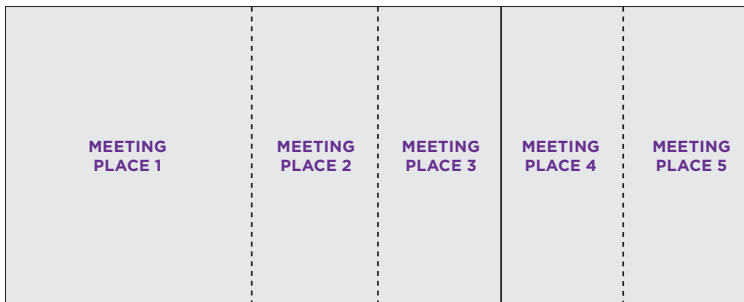 MEETING
PLACE 1
MEETING
PLACE 2
MEETING
PLACE 3
MEETING
PLACE 4
MEETING
PLACE 5